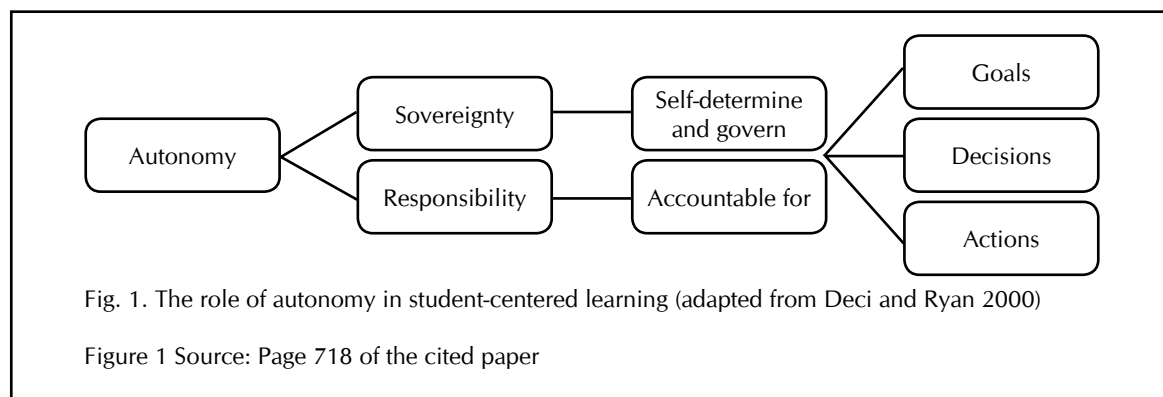 Autonomy
Sovereignty
Responsibility
Self-determine
and govern
Accountable for
Goals
Decisions
Actions
Fig. 1. The role of autonomy in student-centered learning (adapted from Deci and Ryan 2000)
Figure 1 Source: Page 718 of the cited paper